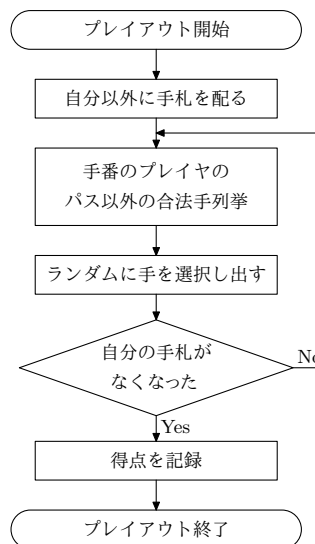 プレイアウト開始
自分以外に手札を配る
手番のプレイヤの
パス以外の合法手列挙
ランダムに手を選択し出す
自分の手札が
なくなった
No
Yes
得点を記録
プレイアウト終了